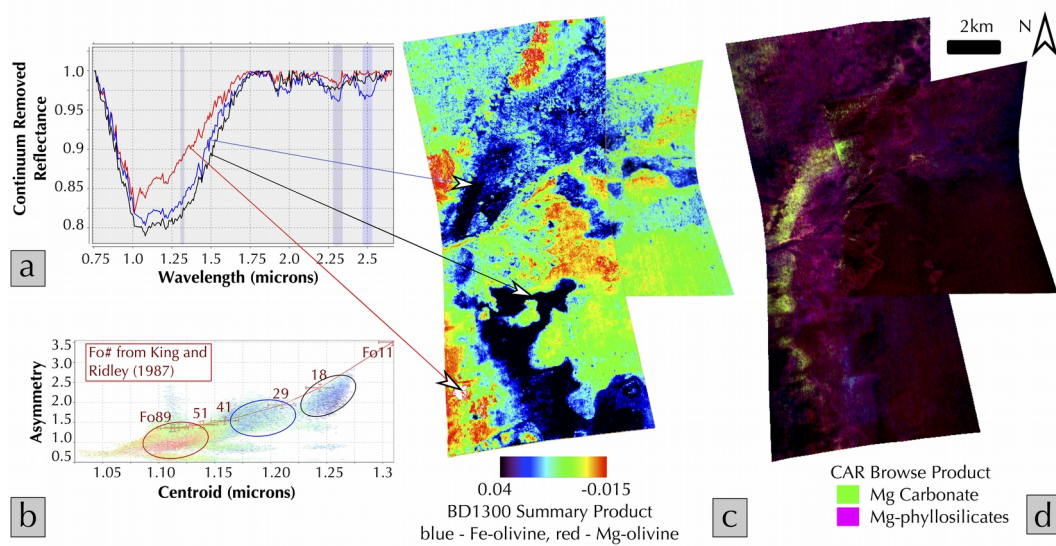 a
Continuum Removed
Reflectance
1.0
0.95
0.9
0.85
0.8
0.75
1.0
1.25
1.5
1.75
2.0
2.25
2.5
Wavelength (microns)
b
Asymmetry
3.5
3.0
2.5
2.0
1.5
1.0
0.5
Fo# from King and
Ridley (1987)
Fo89
51
41
29
18
Fo11
1.05
1.10
1.15
1.20
1.25
1.3
Centroid (microns)
0.04
-0.015
BD1300 Summary Product
blue - Fe-olivine, red - Mg-olivine
c
2km
N
CAR Browse Product
Mg Carbonate
Mg-phyllosilicates
d